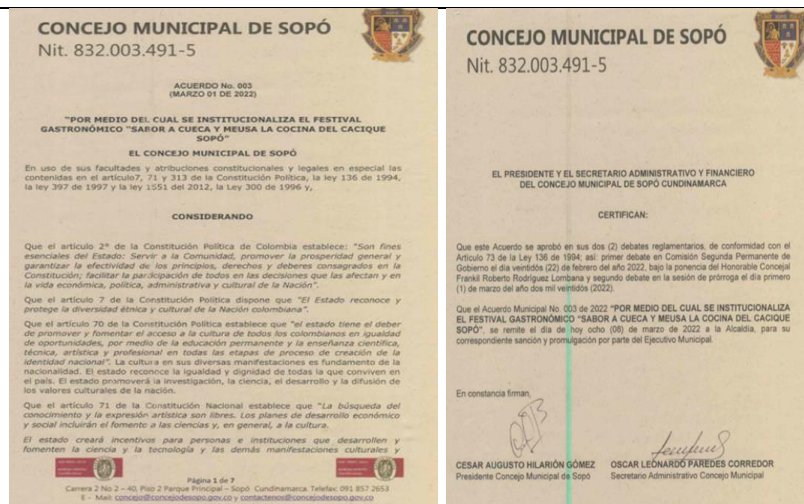 CONCEJO MUNICIPAL DE SOPÓ
Nit. 832.003.491-5
ACUERDO No. 003
(MARZO 01 DE 2022)
"POR MEDIO DEL CUAL SE INSTITUCIONALIZA EL FESTIVAL
GASTRONÓMICO "SABOR A CUECA Y MEUSA LA COCINA DEL CACIQUE
SOPÓ"
EL CONCEJO MUNICIPAL DE SOPÓ
En uso de sus facultades y atribuciones constitucionales y legales en especial las
contenidas en el artículo7, 71 y 313 de la Constitución Política, la ley 136 de 1994,
la ley 397 de 1997 y la ley 1551 del 2012, la Ley 300 de 1996 y,
CONSIDERANDO
Que el artículo 2° de la Constitución Política de Colombia establece: "Son fines
esenciales del Estado: Servir a la Comunidad, promover la prosperidad general y
garantizar la efectividad de los principios, derechos y deberes consagrados en la
Constitución; facilitar la participación de todos en las decisiones que las afectan y en
la vida económica, política, administrativa y cultural de la Nación".
Que el artículo 7 de la Constitución Política dispone que "El Estado reconoce y
protege la diversidad étnica y cultural de la Nación colombiana".
Que el artículo 70 de la Constitución Política establece que "el estado tiene el deber
de fomentar y fomentar el acceso a la cultura de todos los colombianos en igualdad
de oportunidades, por medio de la educación permanente y la enseñanza científica,
técnica, artística y profesional en todas las etapas de proceso de creación de la
identidad nacional". La cultura en sus diversas manifestaciones es fundamento de la
nacionalidad. El estado reconoce la igualdad y dignidad de todas la que conviven en
el país. El estado promoverá la investigación, la ciencia, el desarrollo y la difusión de
los valores culturales de la nación.
Que el artículo 71 de la Constitución Nacional establece que "La búsqueda del
conocimiento y la expresión artística son libres. Los planes de desarrollo económico
y social incluirán el fomento a las ciencias y, en general, a la cultura.
El estado creará incentivos para personas e instituciones que desarrollen y
fomenten la ciencia y la tecnología y las demás manifestaciones culturales y
Página 1 de 7
Carrera 2 No 2 – 40, Piso 2 Parque Principal – Sopó Cundinamarca. Telefax: 091 857 2653
E - Mail: concejo@concejodesopo.gov.co y contactenos@concejodesopo.gov.co
CONCEJO MUNICIPAL DE SOPÓ
Nit. 832.003.491-5
EL PRESIDENTE Y EL SECRETARIO ADMINISTRATIVO Y FINANCIERO
DEL CONCEJO MUNICIPAL DE SOPÓ CUNDINAMARCA
CERTIFICAN:
Que este Acuerdo se aprobó en sus dos (2) debates reglamentarios, de conformidad con el
Artículo 73 de la Ley 136 de 1994; así: primer debate en Comisión Segunda Permanente de
Gobierno el día veintidós (22) de febrero del año 2022, bajo la ponencia del Honorable Concejal
Frankil Roberto Rodríguez Lombana y segundo debate en la sesión de prórroga el día primero
(1) de marzo del año dos mil veintidós (2022).
Que el Acuerdo Municipal No. 003 de 2022 "POR MEDIO DEL CUAL SE INSTITUCIONALIZA
EL FESTIVAL GASTRONÓMICO "SABOR A CUECA Y MEUSA LA COCINA DEL CACIQUE
SOPÓ", se remite el día de hoy ocho (08) de marzo de 2022 a la Alcaldía, para su
correspondiente sanción y promulgación por parte del Ejecutivo Municipal.
En constancia firman,
CESAR AUGUSTO HILARIÓN GÓMEZ OSCAR LEONARDO PAREDES CORREDOR
Presidente Concejo Municipal de Sopó Secretario Administrativo Concejo Municipal